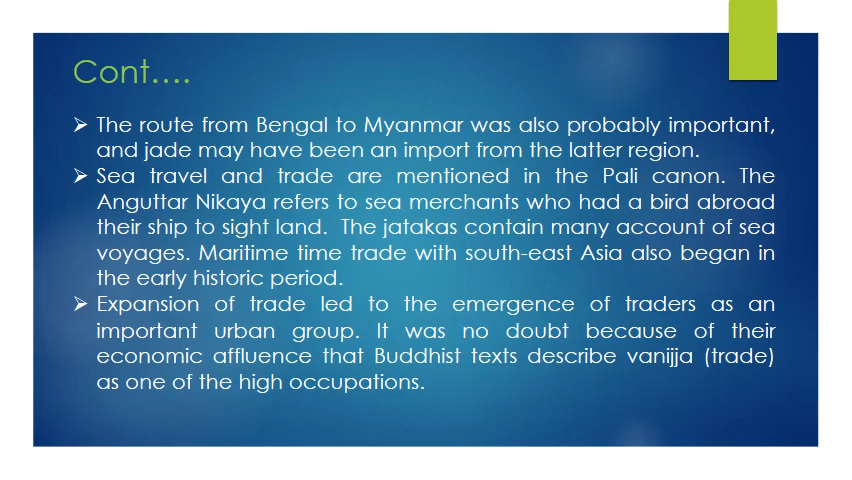 Cont….
➢ The route from Bengal to Myanmar was also probably important,
and jade may have been an import from the latter region.
➢ Sea travel and trade are mentioned in the Pali canon. The
Anguttar Nikaya refers to sea merchants who had a bird abroad
their ship to sight land.  The jatakas contain many account of sea
voyages. Maritime time trade with south-east Asia also began in
the early historic period.
➢ Expansion of trade led to the emergence of traders as an
important urban group. It was no doubt because of their
economic affluence that Buddhist texts describe vanijja (trade)
as one of the high occupations.